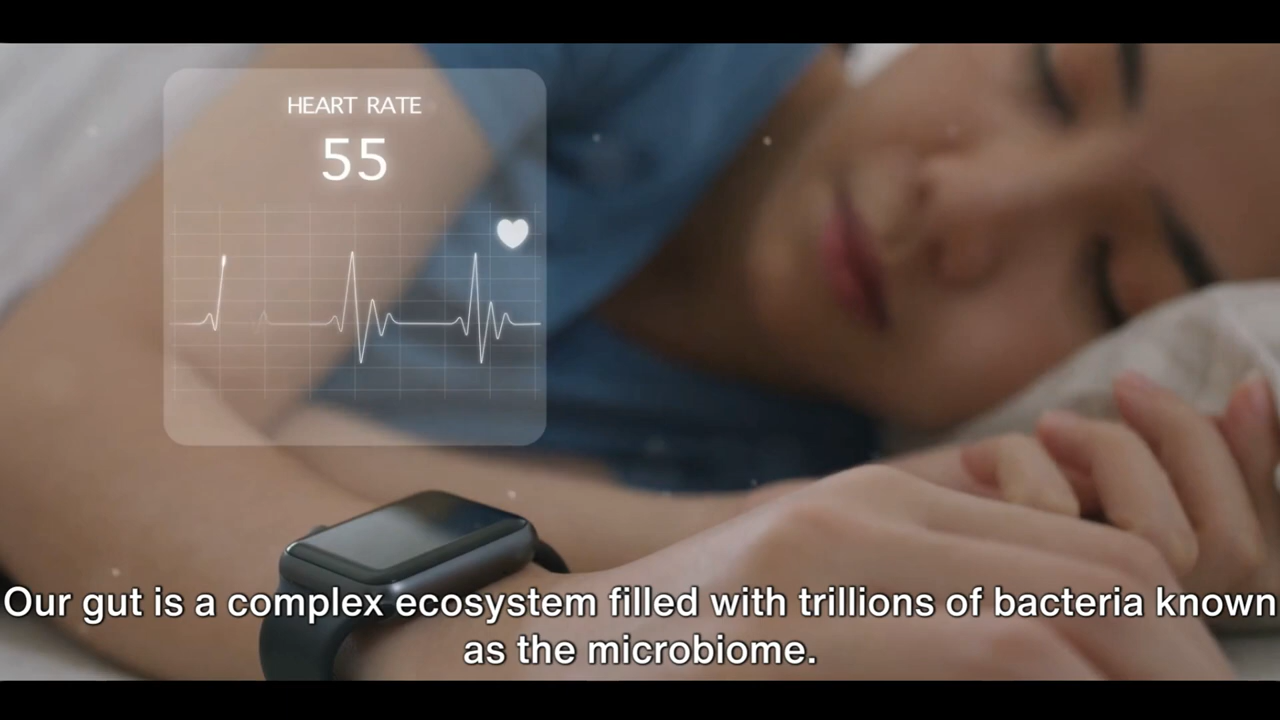 HEART RATE
55
Our gut is a complex ecosystem filled with trillions of bacteria known
as the microbiome.